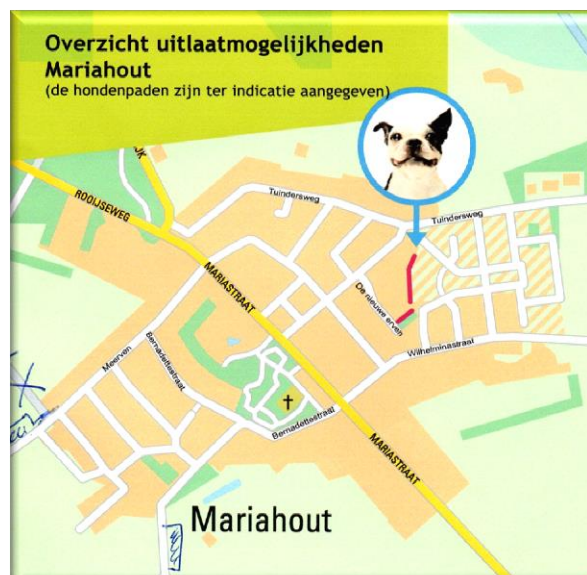 Overzicht uitlaatmogelijkheden
Mariahout
(de hondenpaden zijn ter indicatie aangegeven)
JK
ROOIJSEWEG
Tuindersweg
Tuindersweg
MARIASTRAAT
De nieuwe erven
Wilhelminastraat
Meerven
Bernadettestraat
Bernadettestraat
MARIASTRAAT
Mariahout